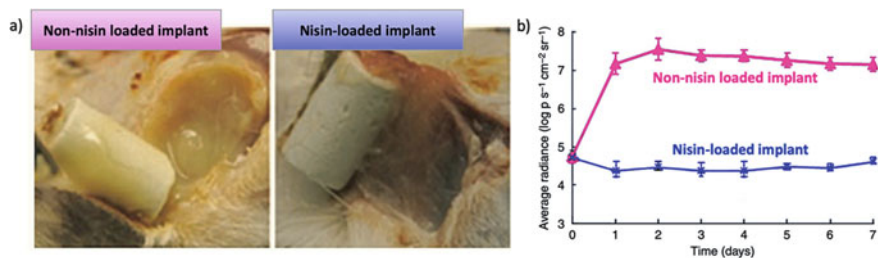 a)
Non-nisin loaded implant
Nisin-loaded implant
b)
Average radiance (log p s⁻¹ cm⁻² sr⁻¹)
8
7
6
5
4
3
Non-nisin loaded implant
Nisin-loaded implant
0 1 2 3 4 5 6 7
Time (days)